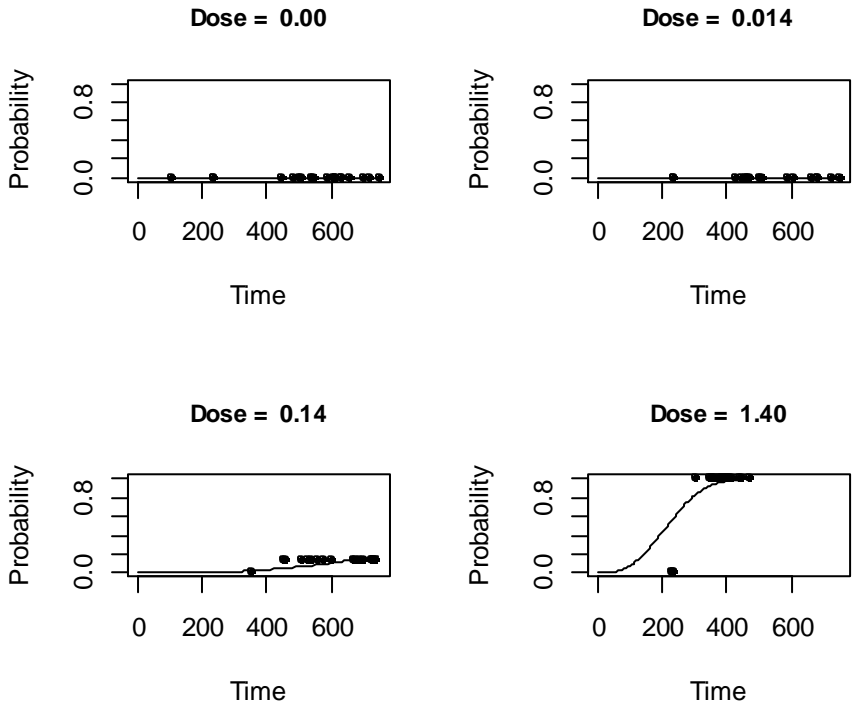 Dose = 0.00
Probability
0.0 0.8
0 200 400 600
Time
Dose = 0.014
Probability
0.0 0.8
0 200 400 600
Time
Dose = 0.14
Probability
0.0 0.8
0 200 400 600
Time
Dose = 1.40
Probability
0.0 0.8
0 200 400 600
Time